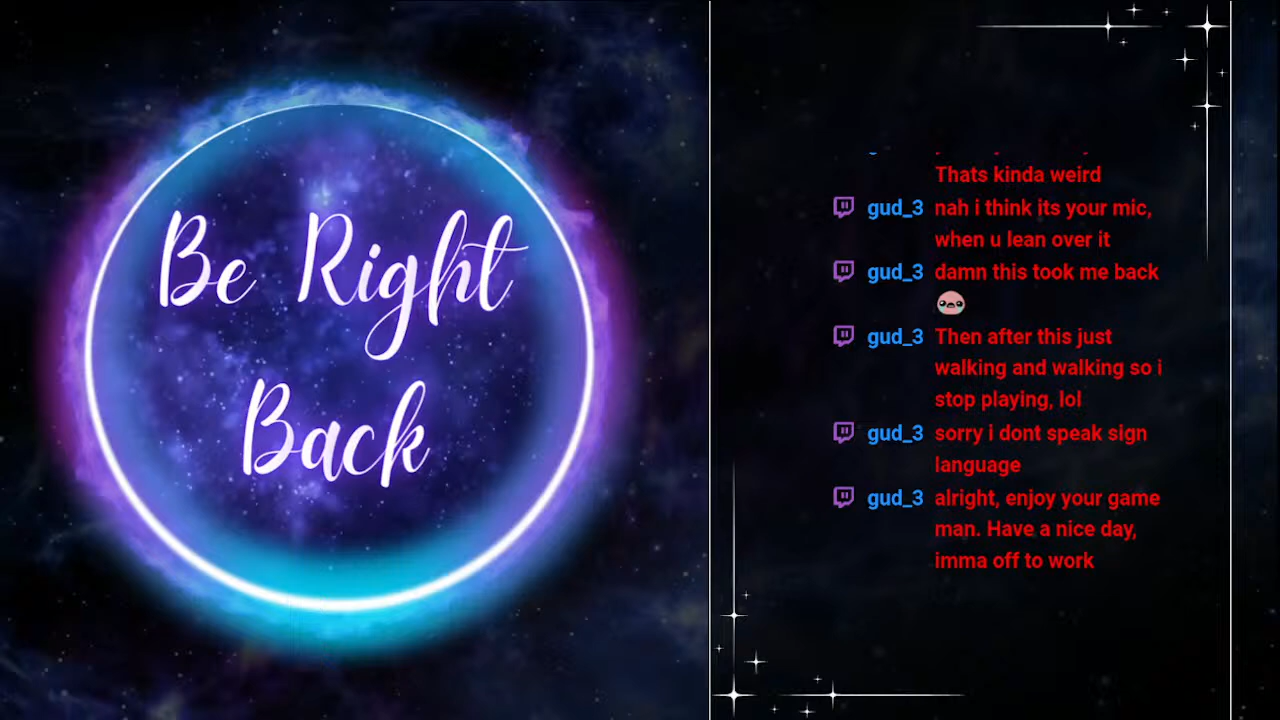 Be Right
Back
Thats kinda weird
gud_3 nah i think its your mic,
when u lean over it
gud_3 damn this took me back
gud_3 Then after this just
walking and walking so i
stop playing, lol
gud_3 sorry i dont speak sign
language
gud_3 alright, enjoy your game
man. Have a nice day,
imma off to work